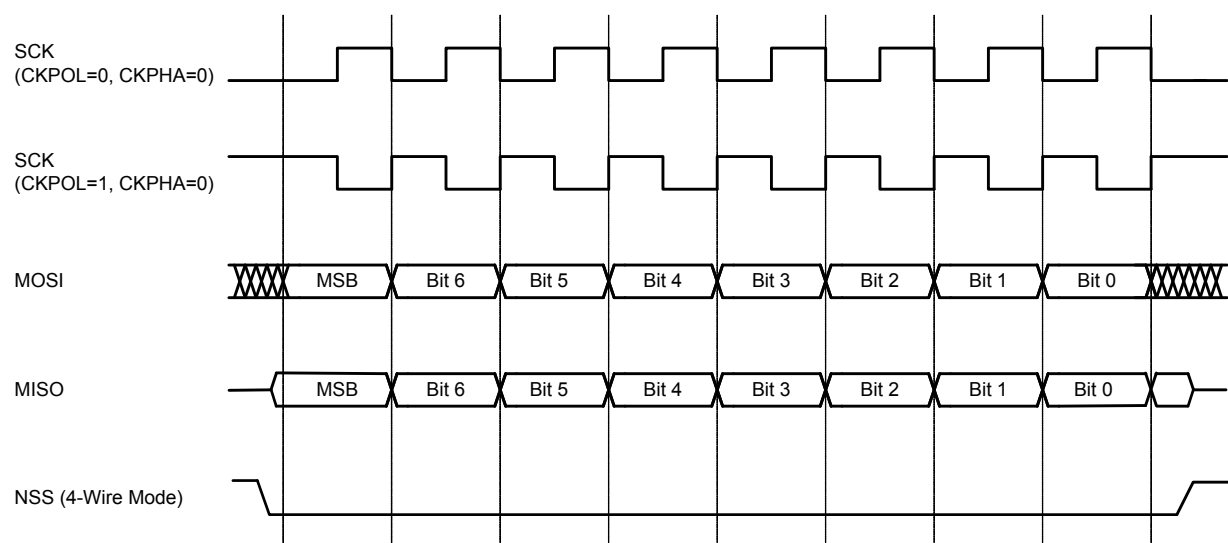 SCK
(CKPOL=0, CKPHA=0)
SCK
(CKPOL=1, CKPHA=0)
MOSI
MSB Bit 6 Bit 5 Bit 4 Bit 3 Bit 2 Bit 1 Bit 0
MISO
MSB Bit 6 Bit 5 Bit 4 Bit 3 Bit 2 Bit 1 Bit 0
NSS (4-Wire Mode)